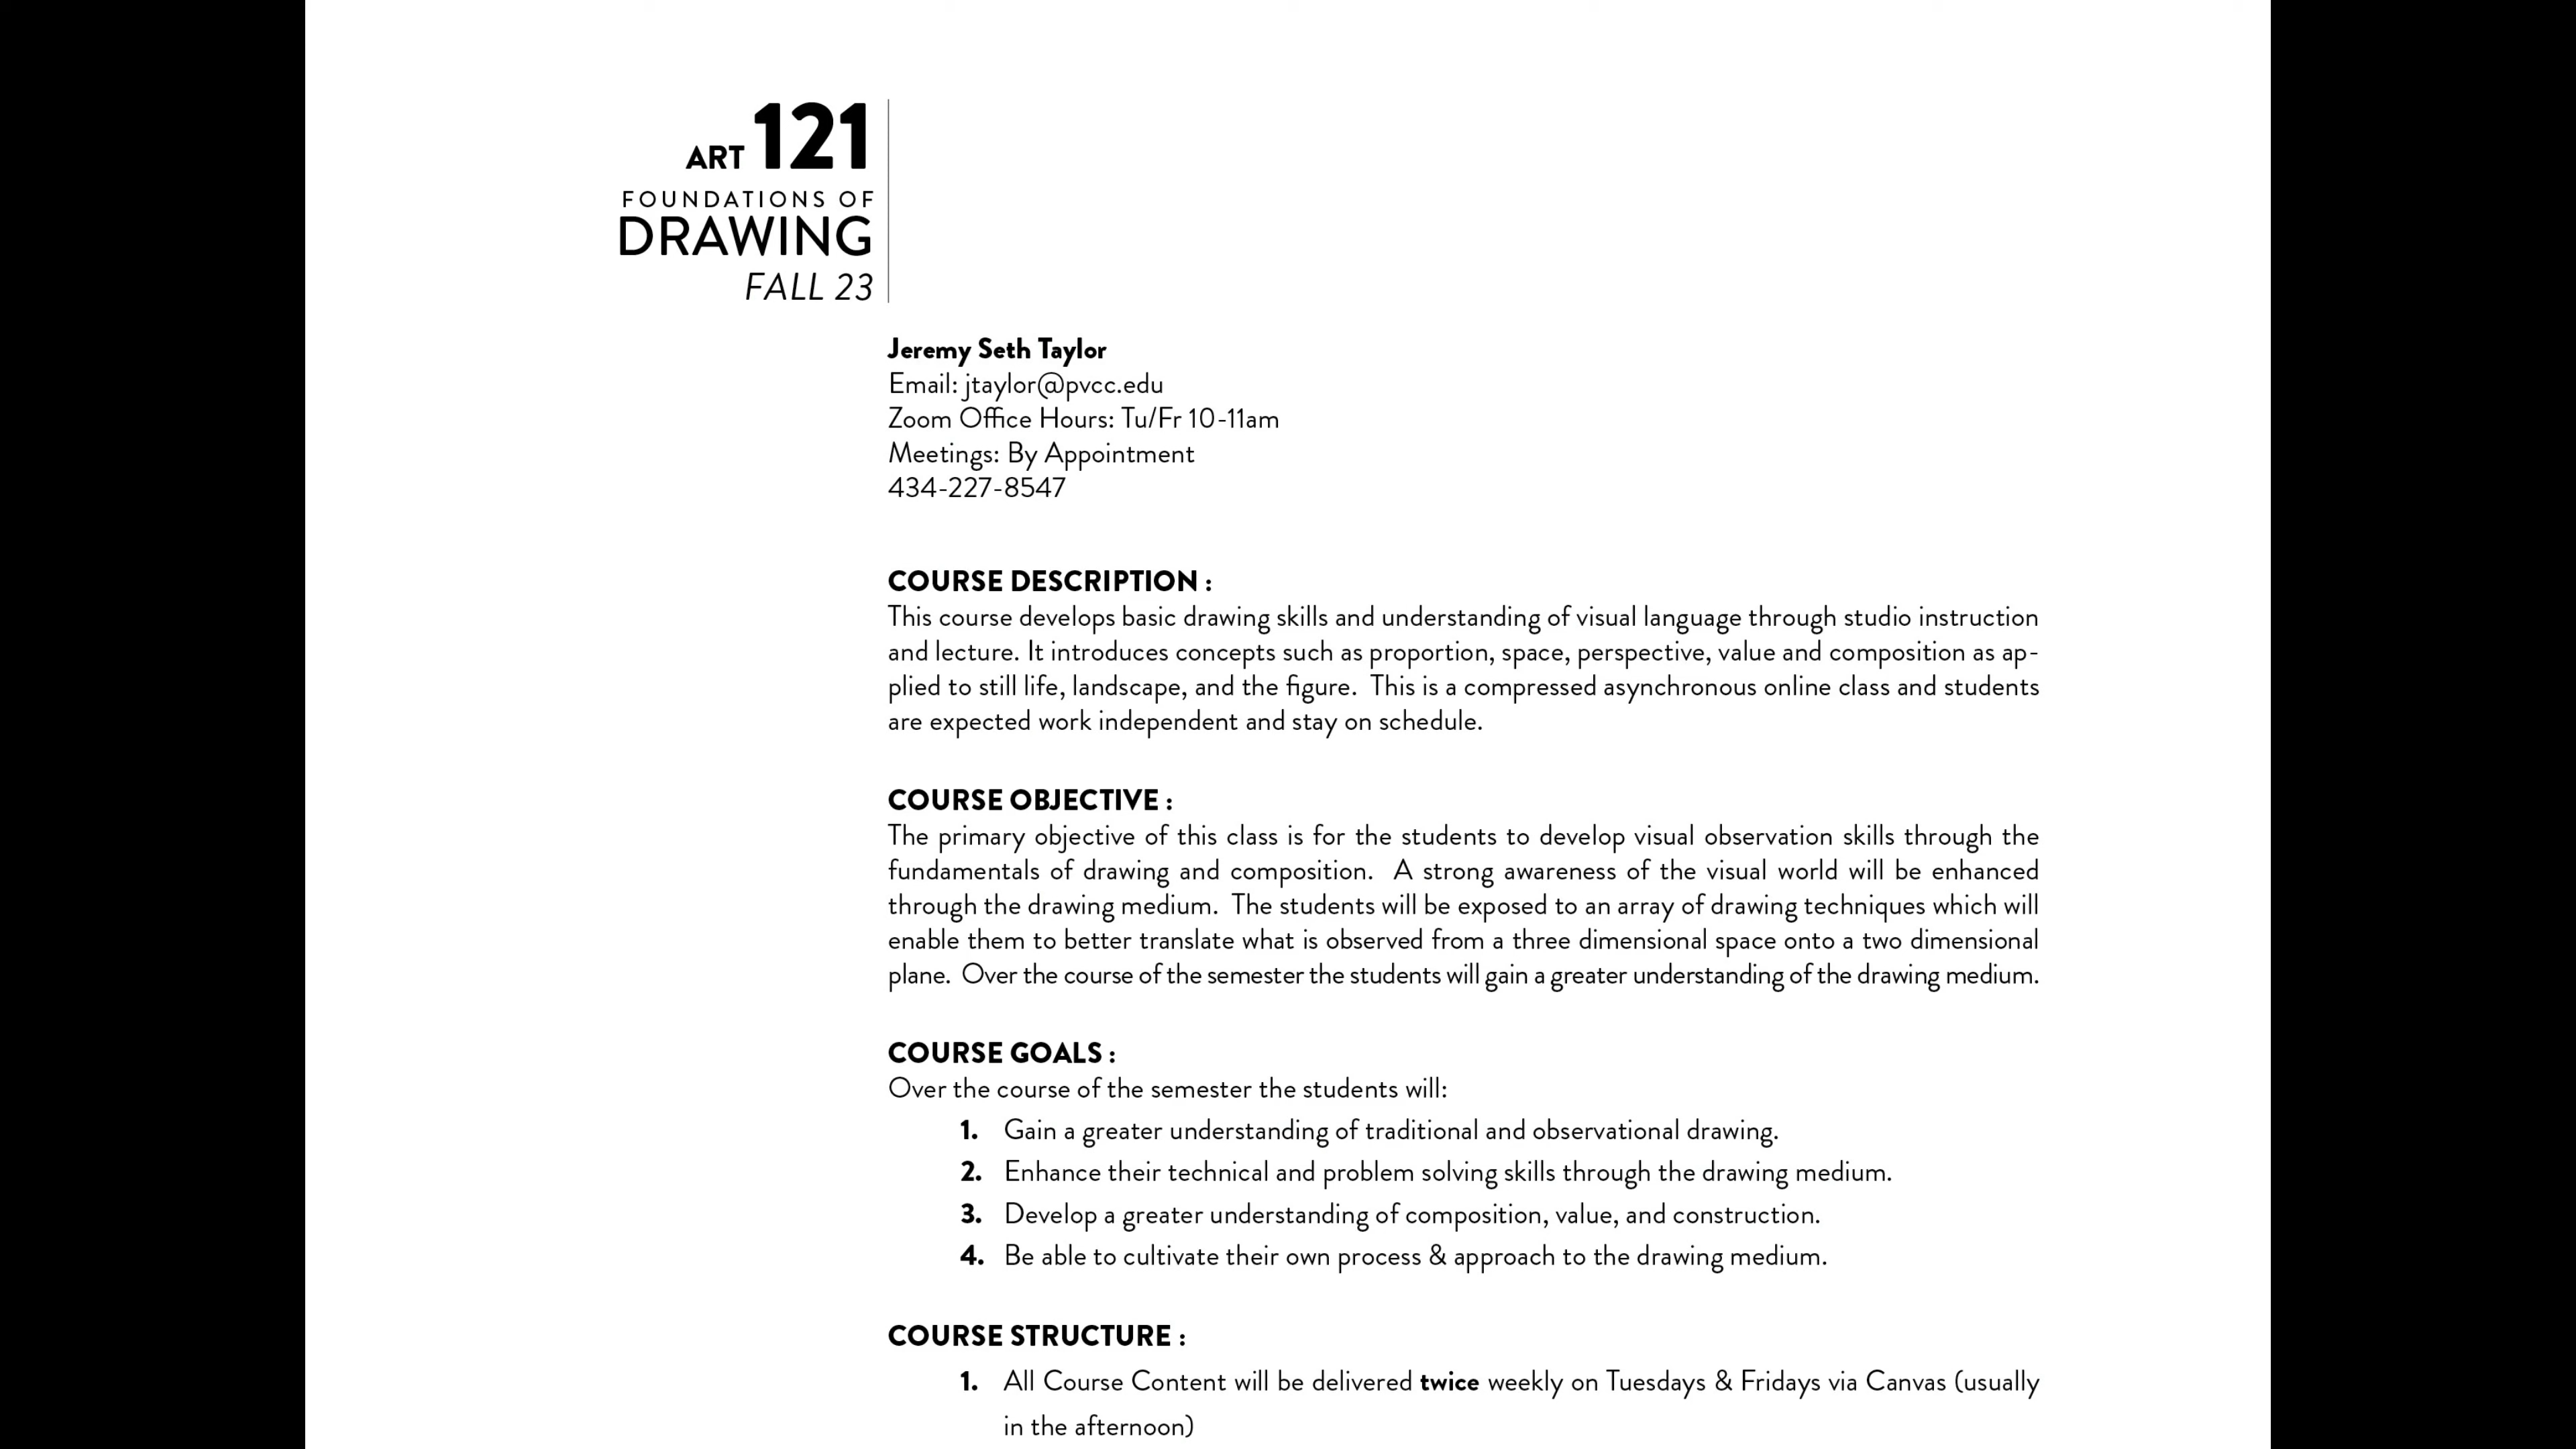 ART 121
FOUNDATIONS OF
DRAWING
FALL 23
Jeremy Seth Taylor
Email: jtaylor@pvcc.edu
Zoom Office Hours: Tu/Fr 10-11am
Meetings: By Appointment
434-227-8547
COURSE DESCRIPTION :
This course develops basic drawing skills and understanding of visual language through studio instruction
and lecture. It introduces concepts such as proportion, space, perspective, value and composition as ap-
plied to still life, landscape, and the figure. This is a compressed asynchronous online class and students
are expected work independent and stay on schedule.
COURSE OBJECTIVE :
The primary objective of this class is for the students to develop visual observation skills through the
fundamentals of drawing and composition. A strong awareness of the visual world will be enhanced
through the drawing medium. The students will be exposed to an array of drawing techniques which will
enable them to better translate what is observed from a three dimensional space onto a two dimensional
plane. Over the course of the semester the students will gain a greater understanding of the drawing medium.
COURSE GOALS :
Over the course of the semester the students will:
1. Gain a greater understanding of traditional and observational drawing.
2. Enhance their technical and problem solving skills through the drawing medium.
3. Develop a greater understanding of composition, value, and construction.
4. Be able to cultivate their own process & approach to the drawing medium.
COURSE STRUCTURE :
1. All Course Content will be delivered twice weekly on Tuesdays & Fridays via Canvas (usually
in the afternoon)